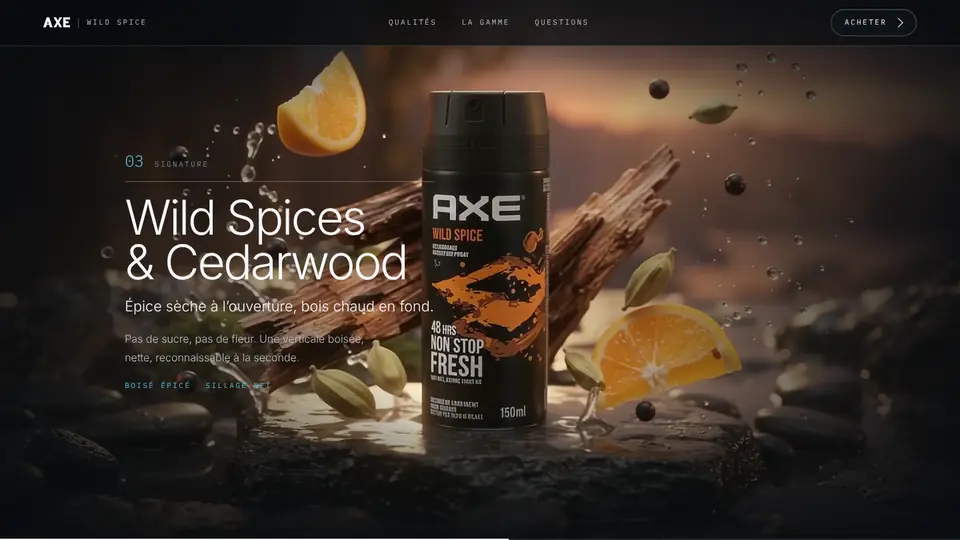 AXE | WILD SPICE
QUALITÉS
LA GAMME
QUESTIONS
ACHETER
03 SIGNATURE
Wild Spices
& Cedarwood
Épice sèche à l'ouverture, bois chaud en fond.
Pas de sucre, pas de fleur. Une verticale boisée,
nette, reconnaissable à la seconde.
BOISÉ ÉPICÉ SILLAGE NET
AXE
WILD SPICE
48 HRS
NON STOP
FRESH
150ml